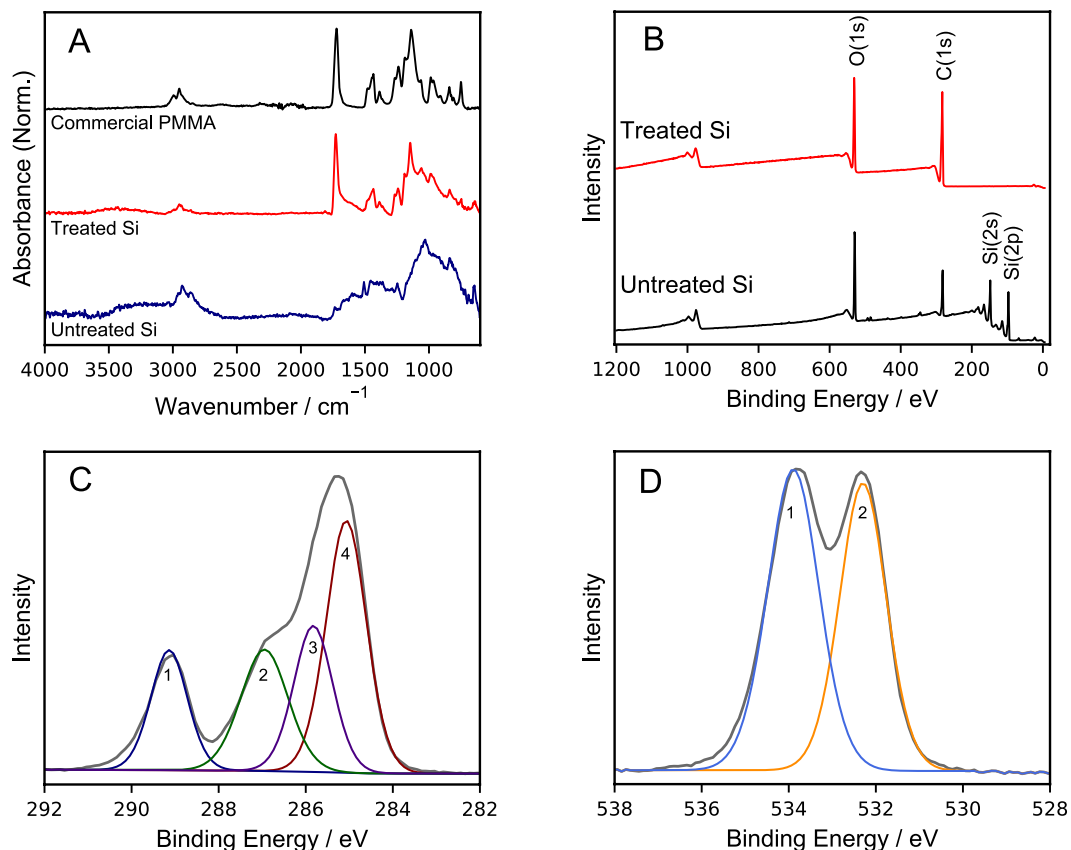 A
Absorbance (Norm.)
Commercial PMMA
Treated Si
Untreated Si
4000 3500 3000 2500 2000 1500 1000
Wavenumber / cm⁻¹
B
Intensity
O(1s)
C(1s)
Treated Si
Si(2s)
Si(2p)
Untreated Si
1200 1000 800 600 400 200 0
Binding Energy / eV
C
Intensity
1
2
3
4
292 290 288 286 284 282
Binding Energy / eV
D
Intensity
1
2
538 536 534 532 530 528
Binding Energy / eV